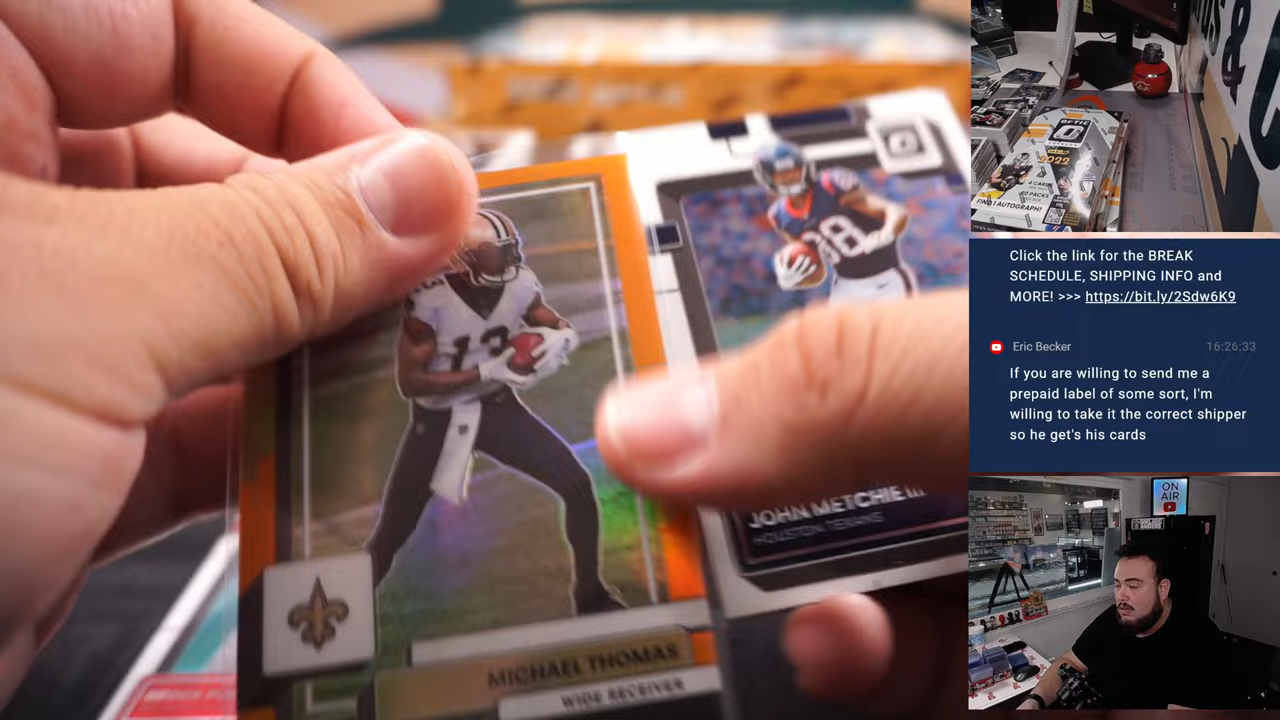 13
MICHAEL THOMAS
WIDE RECEIVER
JOHN METCHIE III
HOUSTON TEXANS
OPTIC
2022
FIND 1 AUTOGRAPH!
Click the link for the BREAK
SCHEDULE, SHIPPING INFO and
MORE! >>> https://bit.ly/2Sdw6K9
Eric Becker 16:26:33
If you are willing to send me a
prepaid label of some sort, I'm
willing to take it the correct shipper
so he get's his cards
ON
AIR